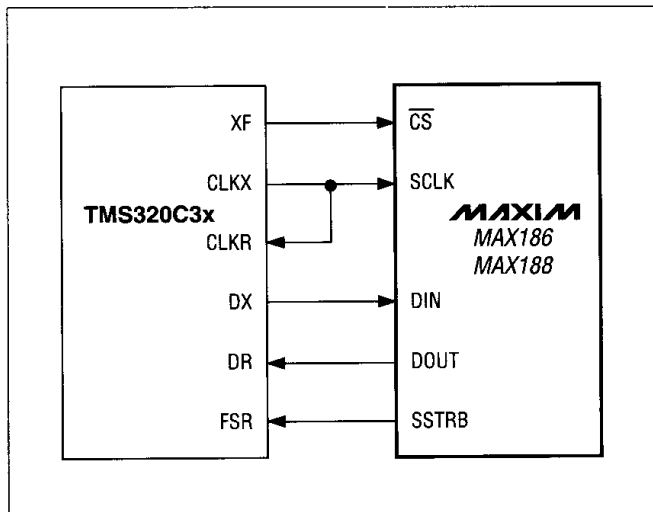 XF
CS
CLKX
SCLK
TMS320C3x
MAXIM
MAX186
CLKR
MAX188
DX
DIN
DR
DOUT
FSR
SSTRB